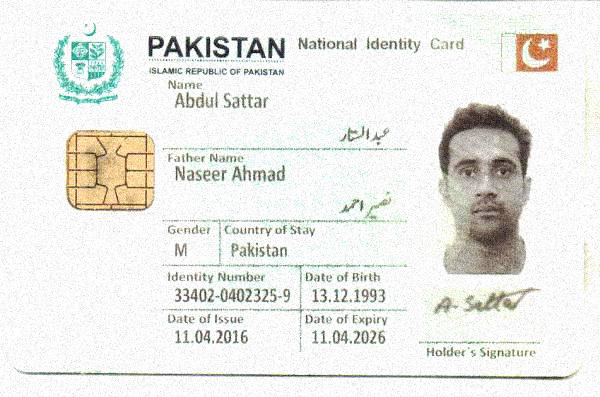 PAKISTAN National Identity Card
ISLAMIC REPUBLIC OF PAKISTAN
Name
Abdul Sattar
عبدالستار
Father Name
Naseer Ahmad
نصیر احمد
Gender Country of Stay
M Pakistan
Identity Number Date of Birth
33402-0402325-9 13.12.1993
Date of Issue Date of Expiry
11.04.2016 11.04.2026
A-Sattar
Holder's Signature